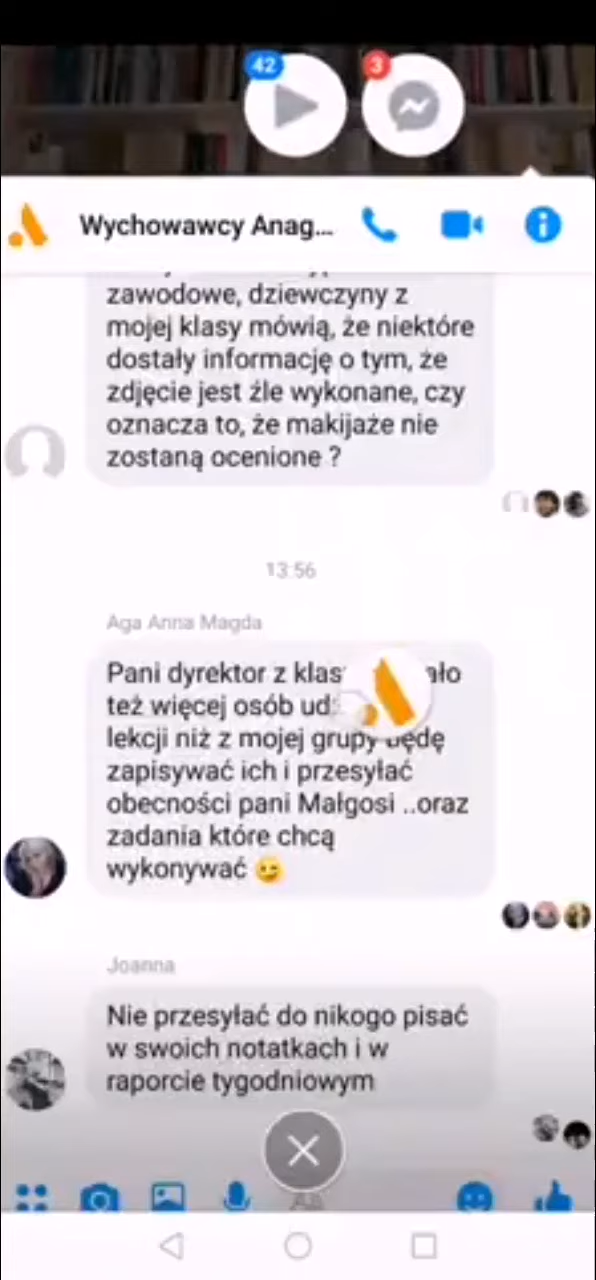 42
3
Wychowawcy Anag...
zawodowe, dziewczyny z
mojej klasy mówią, że niektóre
dostały informację o tym, że
zdjęcie jest źle wykonane, czy
oznacza to, że makijaże nie
zostaną ocenione ?
13:56
Aga Anna Magda
Pani dyrektor z
też więcej osób
lekcji niż z mojej grupy będę
zapisywać ich i przesyłać
obecności pani Małgosi ..oraz
zadania które chcą
wykonywać 😉
Joanna
Nie przesyłać do nikogo pisać
w swoich notatkach i w
raporcie tygodniowym